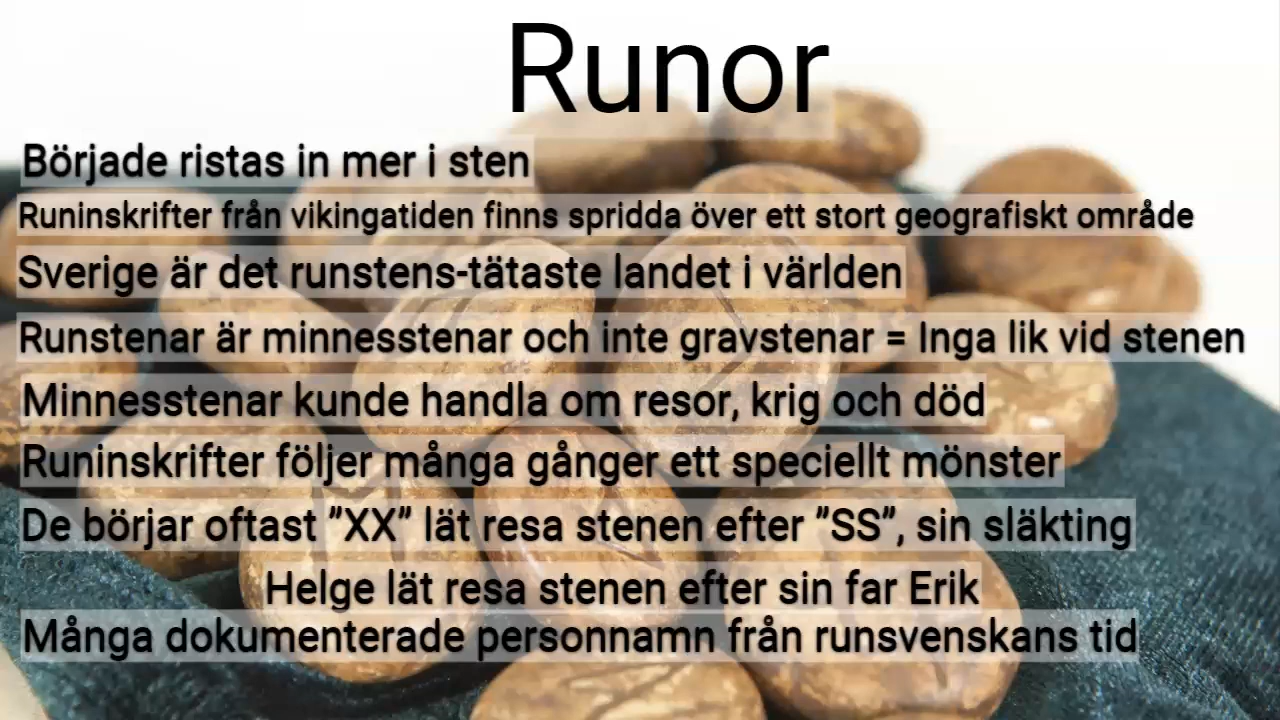 Runor
Började ristas in mer i sten
Runinskrifter från vikingatiden finns spridda över ett stort geografiskt område
Sverige är det runstens-tätaste landet i världen
Runstenar är minnesstenar och inte gravstenar = Inga lik vid stenen
Minnesstenar kunde handla om resor, krig och död
Runinskrifter följer många gånger ett speciellt mönster
De börjar oftast ”XX” lät resa stenen efter ”SS”, sin släkting
Helge lät resa stenen efter sin far Erik
Många dokumenterade personnamn från runsvenskans tid